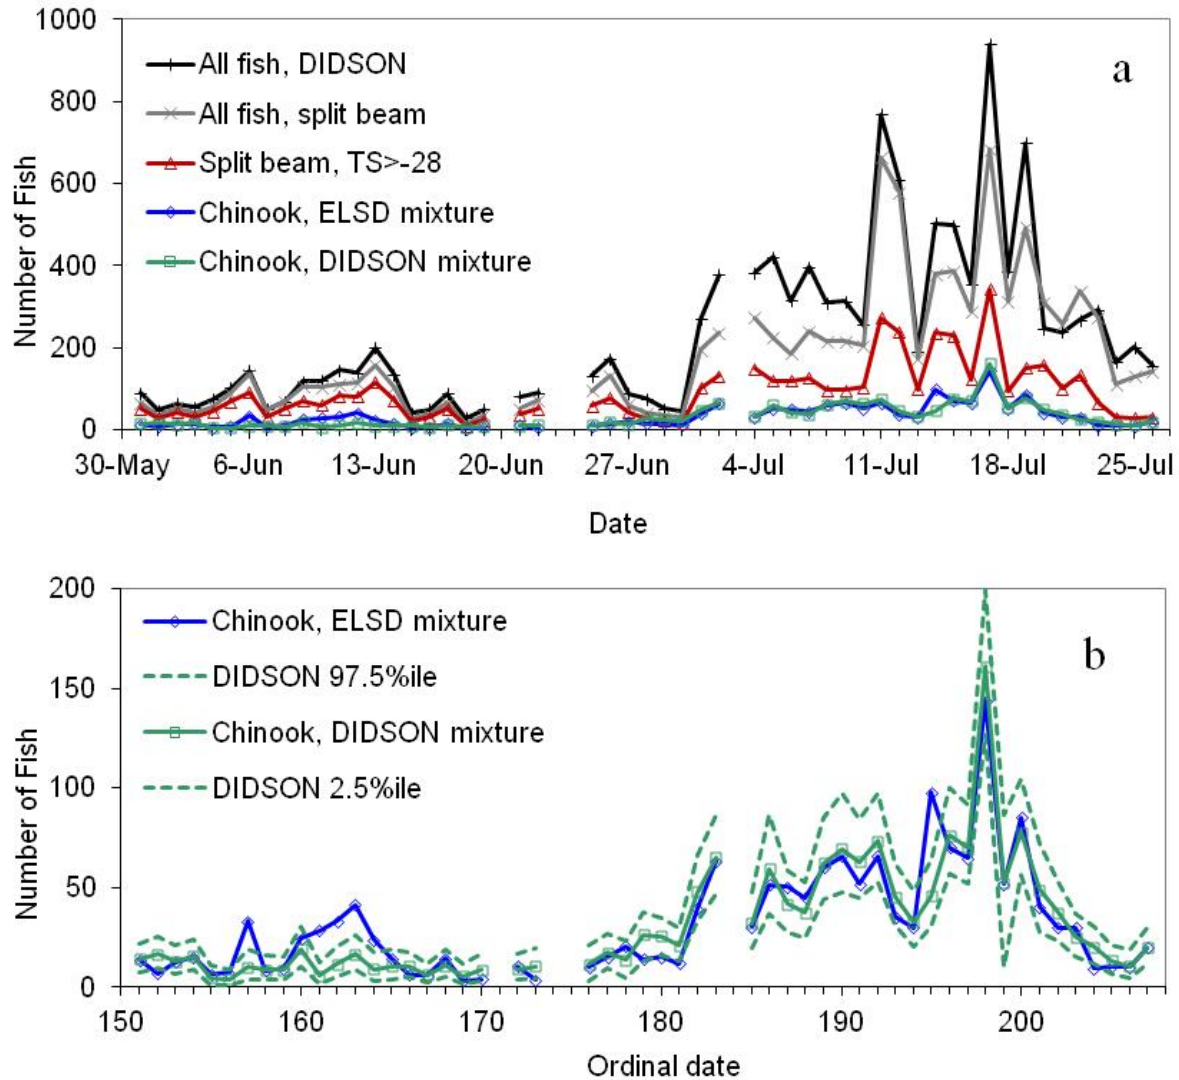 1000
800
600
400
200
0
Number of Fish
All fish, DIDSON
All fish, split beam
Split beam, TS>-28
Chinook, ELSD mixture
Chinook, DIDSON mixture
a
30-May 6-Jun 13-Jun 20-Jun 27-Jun 4-Jul 11-Jul 18-Jul 25-Jul
Date
200
150
100
50
0
Number of Fish
Chinook, ELSD mixture
DIDSON 97.5%ile
Chinook, DIDSON mixture
DIDSON 2.5%ile
b
150 160 170 180 190 200
Ordinal date